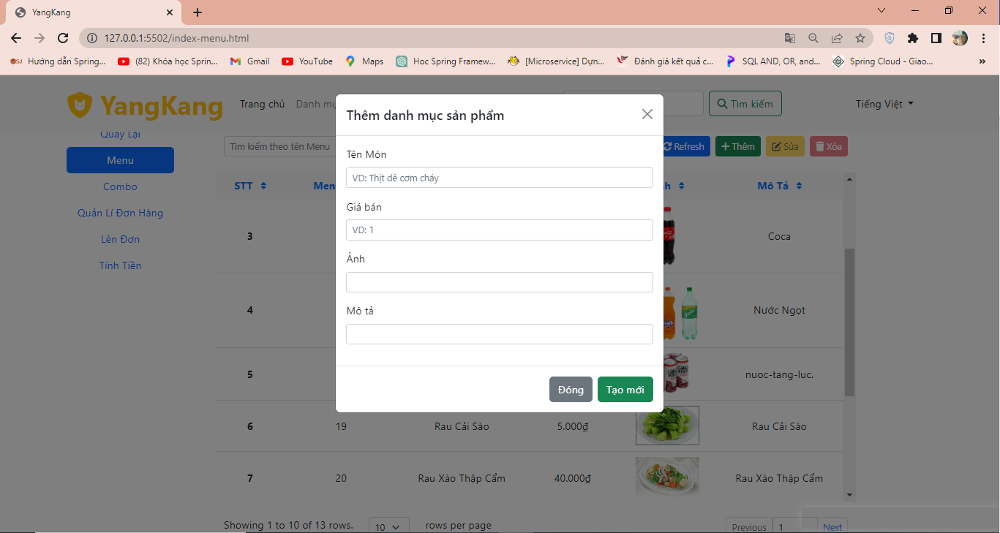 YangKang
127.0.0.1:5502/index-menu.html
Hướng dẫn Spring... (82) Khóa học Sprin... Gmail YouTube Maps Hoc Spring Framew... [Microservice] Dựn... Đánh giá kết quả c... SQL AND, OR, and... Spring Cloud - Giao... »
YangKang Trang chủ Danh mụ Tìm kiếm Tiếng Việt
Thêm danh mục sản phẩm
Quay Lại
Menu
Combo
Quản Lí Đơn Hàng
Lên Đơn
Tính Tiền
Tìm kiếm theo tên Menu Refresh Thêm Sửa Xóa
Tên Món
VD: Thịt dê cơm cháy
Giá bán
VD: 1
Ảnh
Mô tả
Đóng Tạo mới
STT Men h Mô Tả
3 Coca
4 Nước Ngọt
5 nuoc-tang-luc.
6 19 Rau Cải Sào 5.000₫ Rau Cải Sào
7 20 Rau Xào Thập Cẩm 40.000₫ Rau Xào Thập Cẩm
Showing 1 to 10 of 13 rows. 10 rows per page Previous 1 Next